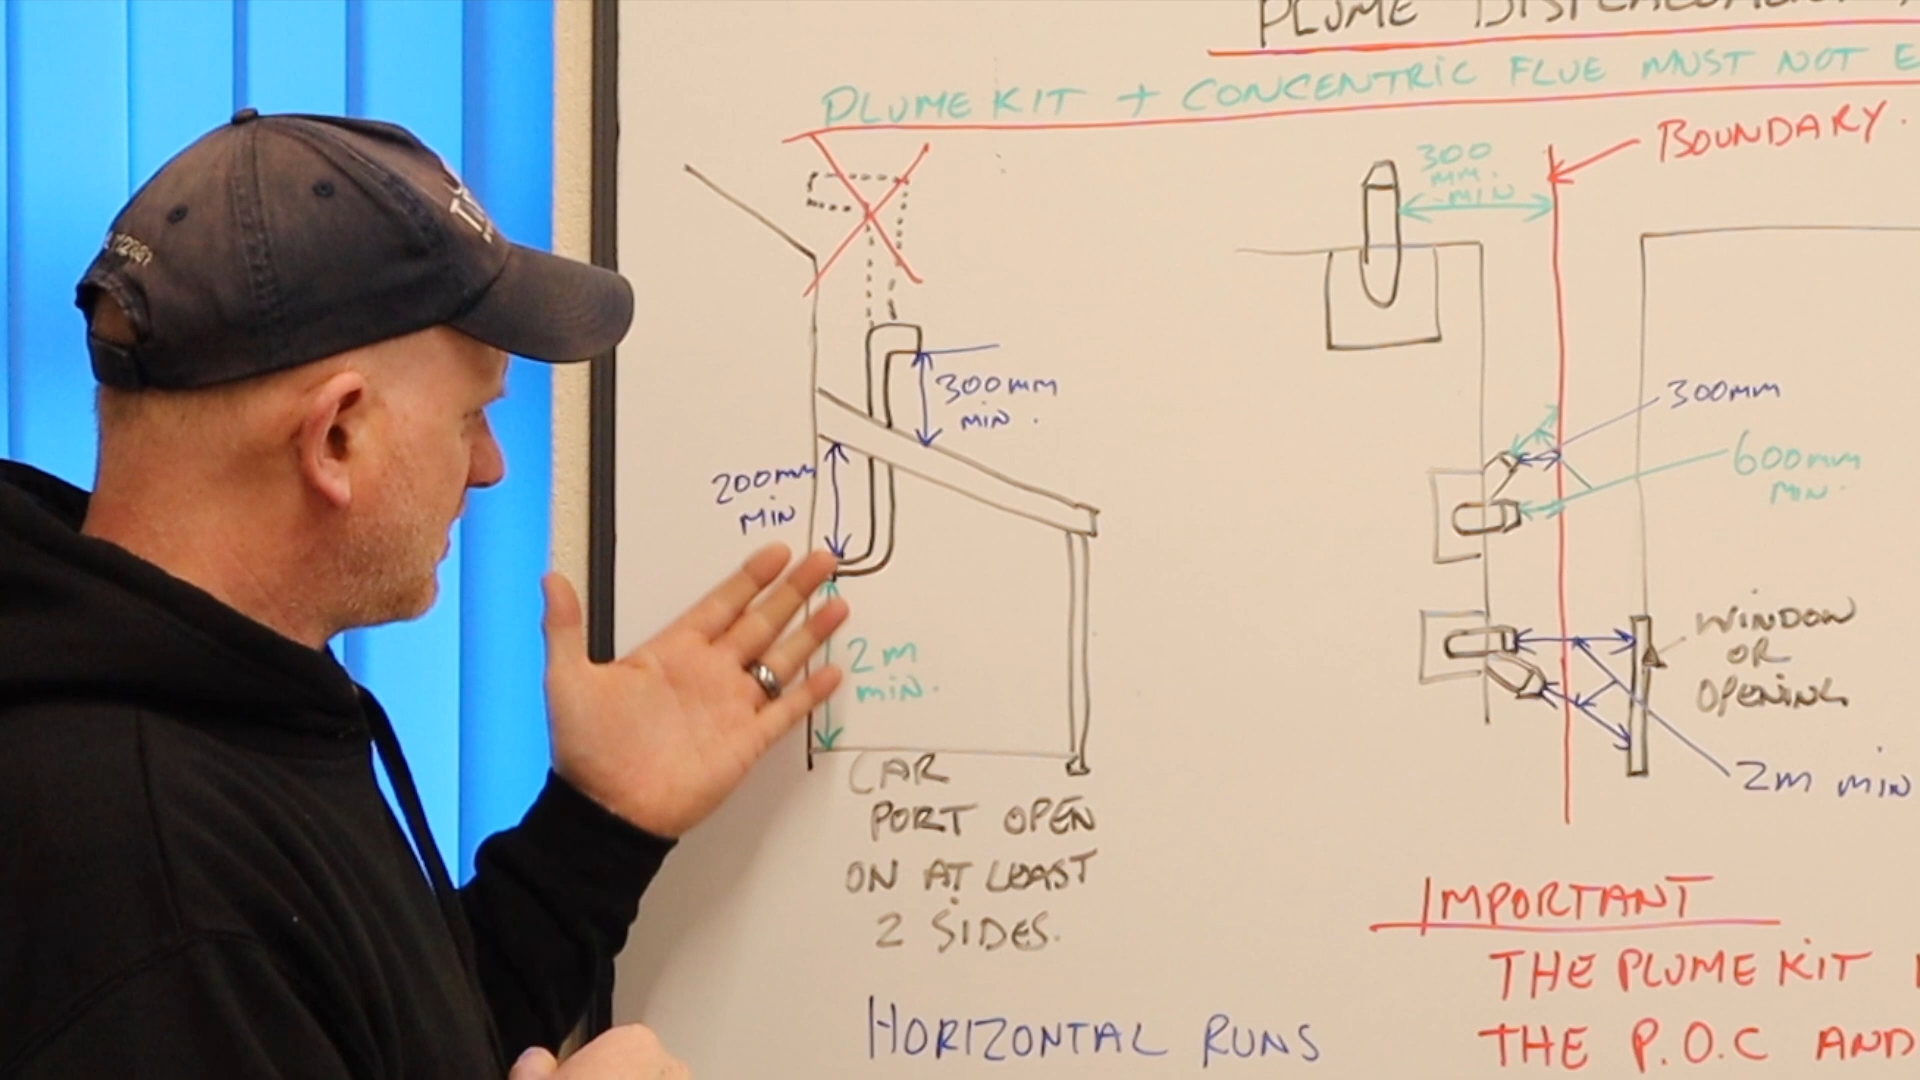 PLUME
PLUME KIT + CONCENTRIC FLUE MUST NOT E
BOUNDARY.
300
MM.
MIN
300MM
MIN.
200MM
MIN
2M
MIN.
CAR
PORT OPEN
ON AT LEAST
2 SIDES.
300MM
600MM
MIN.
WINDOW
OR
OPENING
2M MIN
IMPORTANT
THE PLUME KIT
THE P.O.C AND
HORIZONTAL RUNS